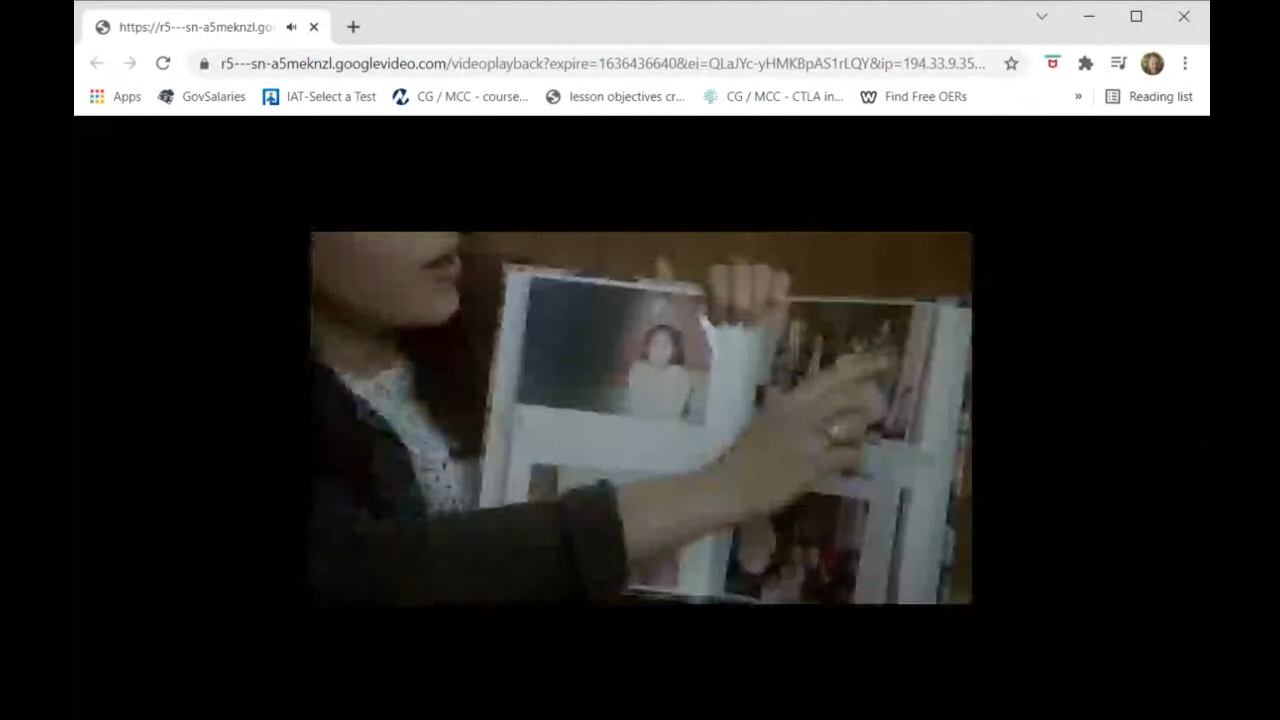 https://r5---sn-a5meknzl.go
r5---sn-a5meknzl.googlevideo.com/videoplayback?expire=1636436640&ei=QLaJYc-yHMKBpAS1rLQY&ip=194.33.9.35...
Apps GovSalaries IAT-Select a Test CG / MCC - course... lesson objectives cr... CG / MCC - CTLA in... Find Free OERs » Reading list